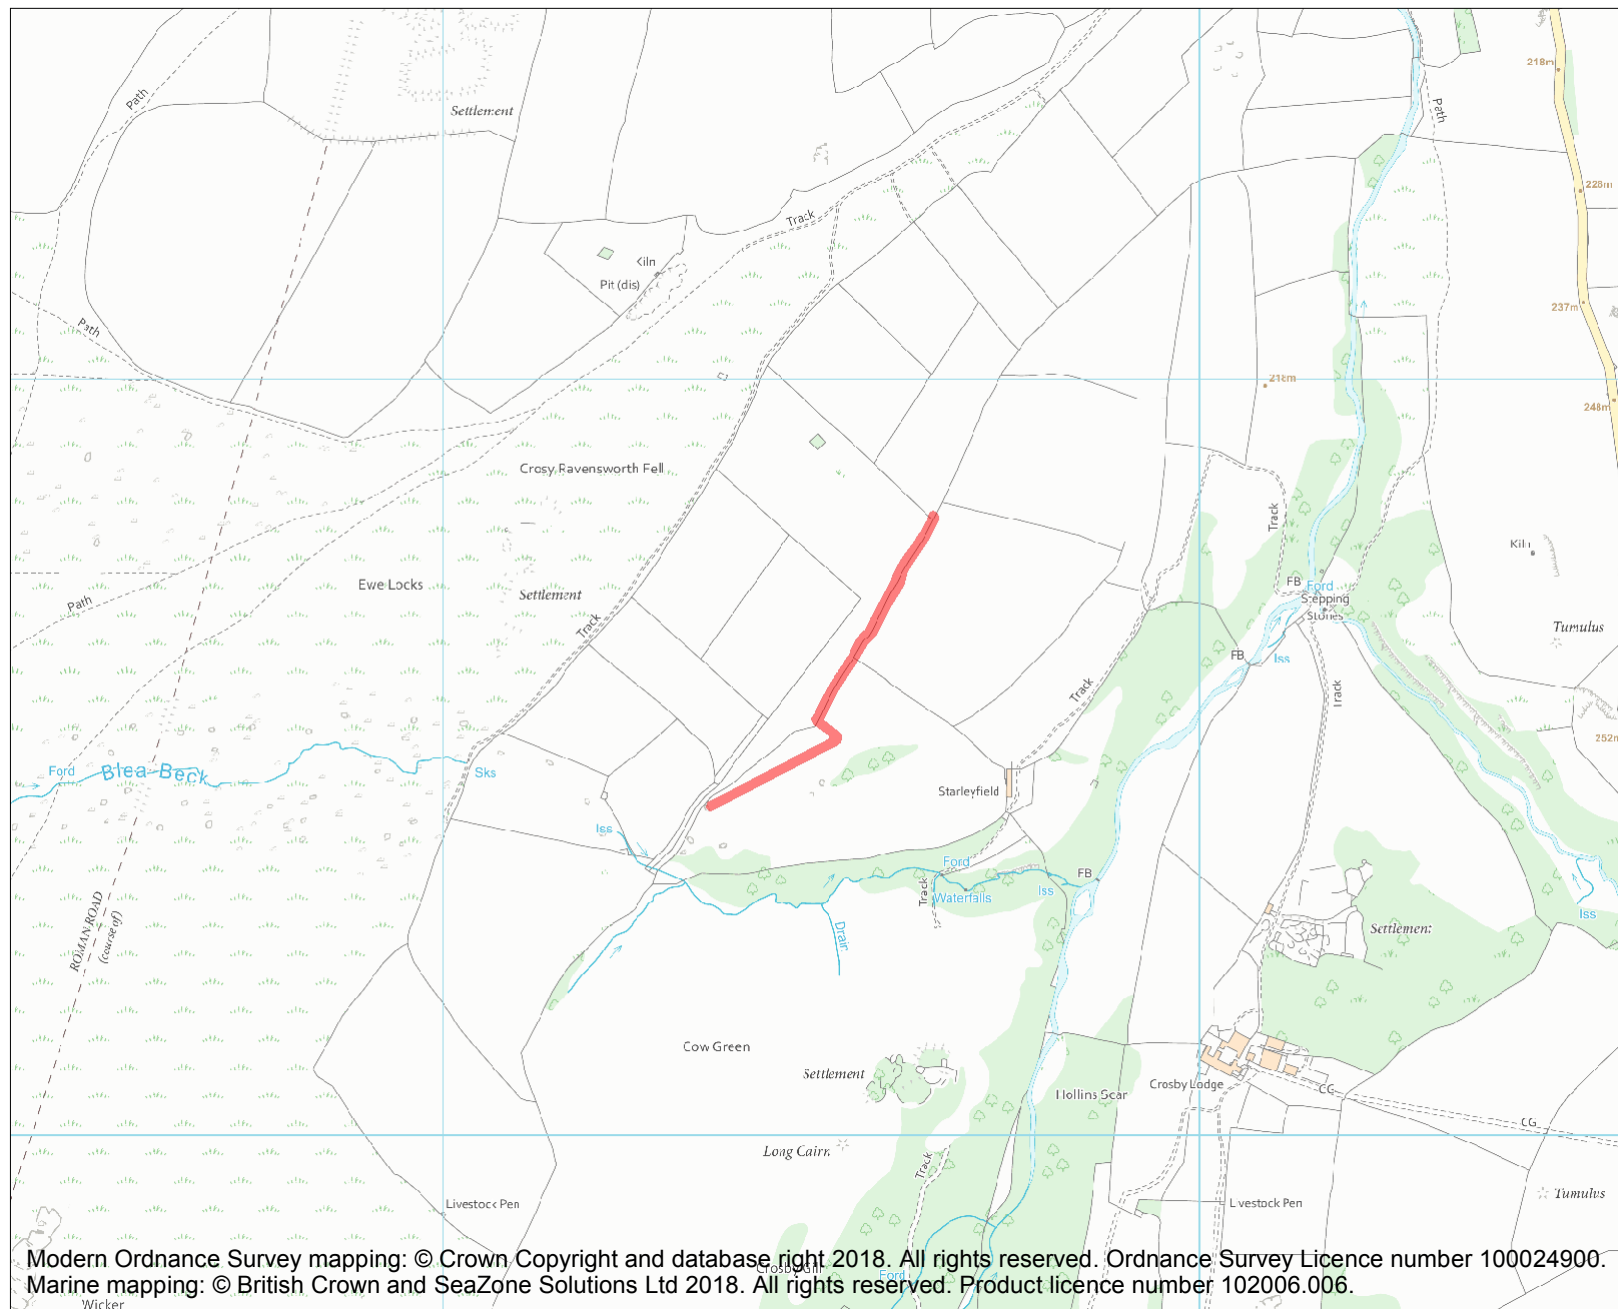 Path
Settlement
218m
Path
228m
Track
Kiln
Pit (dis)
237m
Path
218m
248m
Crosy Ravensworth Fell
Track
Kiln
Ewe Locks
Settlement
Path
Track
FB
Ford
Stepping
Stones
Tumulus
FB
Iss
Track
Track
252m
Ford
Blea Beck
Sks
Starleyfield
Iss
Ford
FB
Track
Waterfalls
Iss
Iss
ROMAN ROAD
(course of)
Drain
Settlement
Cow Green
Settlement
Hollins Scar
Crosby Lodge
CG
CG
Long Cairn
Track
Livestock Pen
Livestock Pen
Tumulus
Modern Ordnance Survey mapping: © Crown Copyright and database right 2018. All rights reserved. Ordnance Survey Licence number 100024900.
Crosby Gill
Ford
Marine mapping: © British Crown and SeaZone Solutions Ltd 2018. All rights reserved. Product licence number 102006.006.
Wicker